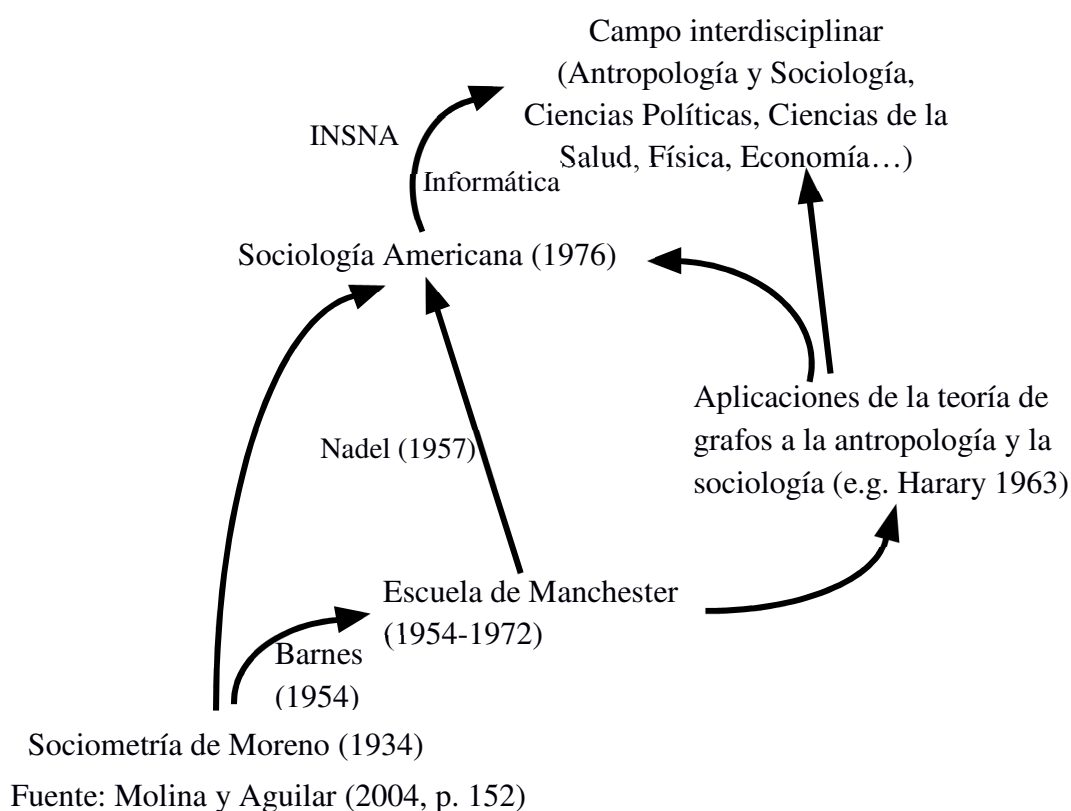 Campo interdisciplinar
(Antropología y Sociología,
Ciencias Políticas, Ciencias de la
Salud, Física, Economía…)
INSNA
Informática
Sociología Americana (1976)
Aplicaciones de la teoría de
grafos a la antropología y la
sociología (e.g. Harary 1963)
Nadel (1957)
Escuela de Manchester
(1954-1972)
Barnes
(1954)
Sociometría de Moreno (1934)
Fuente: Molina y Aguilar (2004, p. 152)